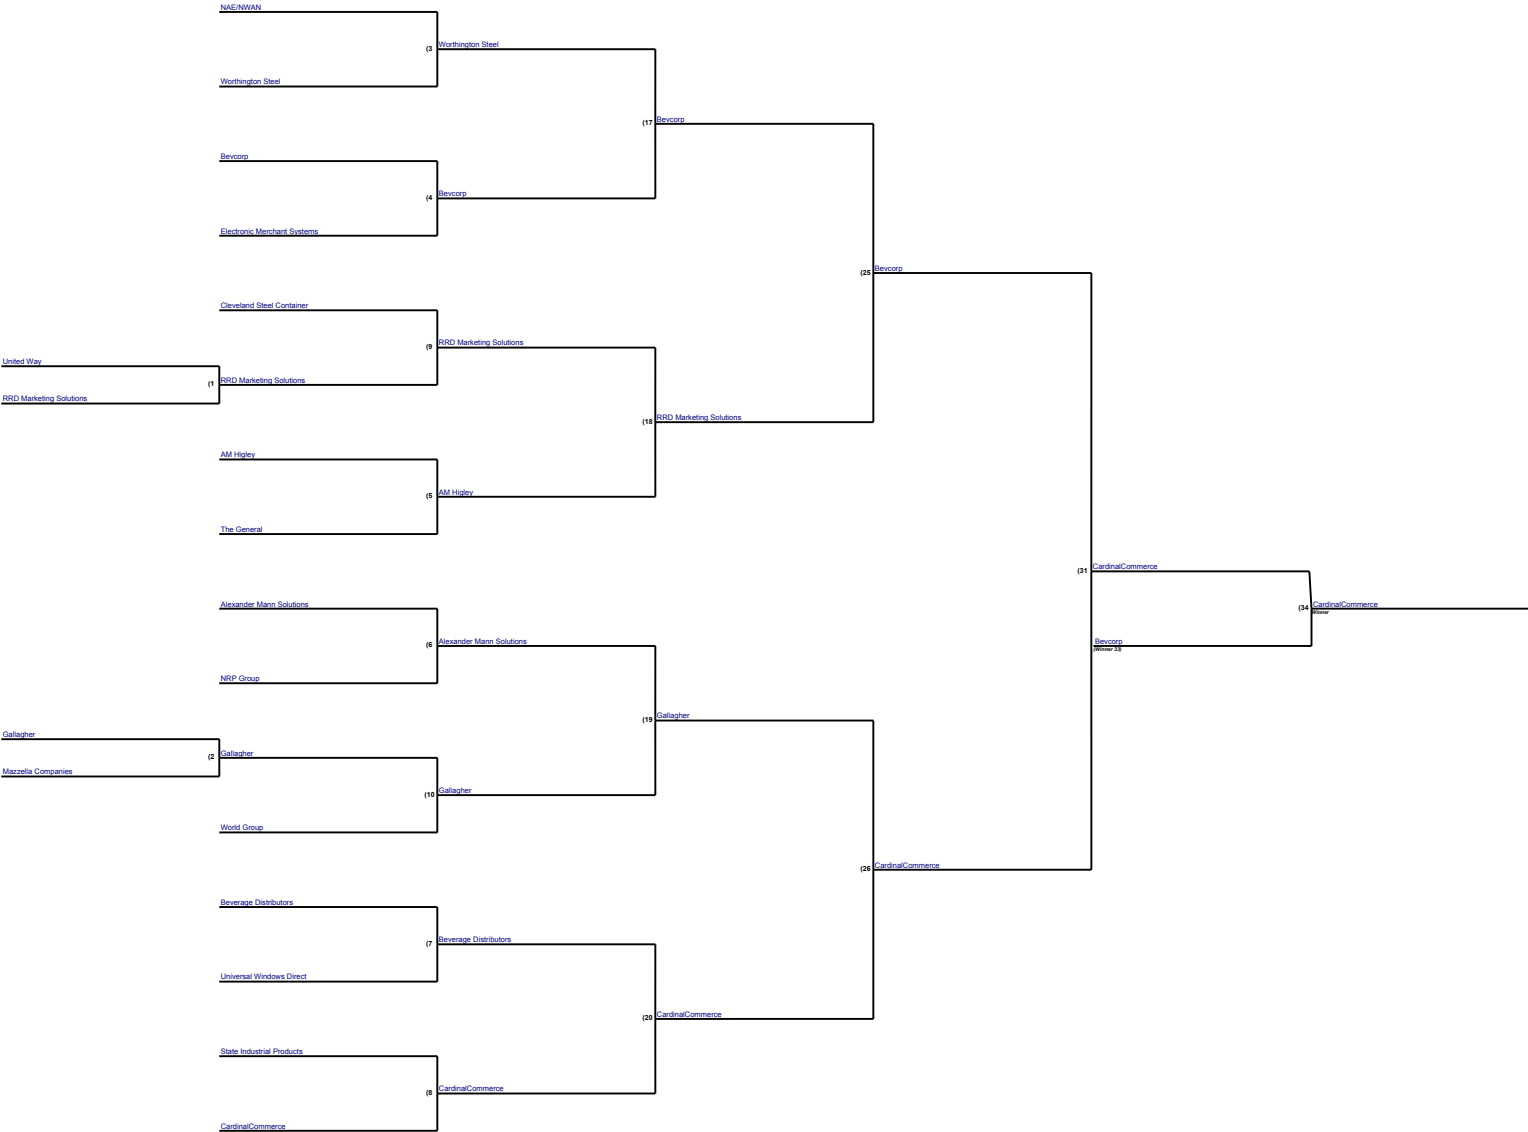 NAE/NWAN
(3 Worthington Steel
Worthington Steel
(17 Bevcorp
Bevcorp
(4 Bevcorp
Electronic Merchant Systems
(25 Bevcorp
Cleveland Steel Container
(9 RRD Marketing Solutions
United Way
(1 RRD Marketing Solutions
RRD Marketing Solutions
(18 RRD Marketing Solutions
AM Higley
(5 AM Higley
The General
(31 CardinalCommerce
Alexander Mann Solutions
(34 CardinalCommerce
Winner
(6 Alexander Mann Solutions
Bevcorp
(Winner 33)
NRP Group
(19 Gallagher
Gallagher
(2 Gallagher
Mazzella Companies
(10 Gallagher
World Group
(26 CardinalCommerce
Beverage Distributors
(7 Beverage Distributors
Universal Windows Direct
(20 CardinalCommerce
State Industrial Products
(8 CardinalCommerce
CardinalCommerce